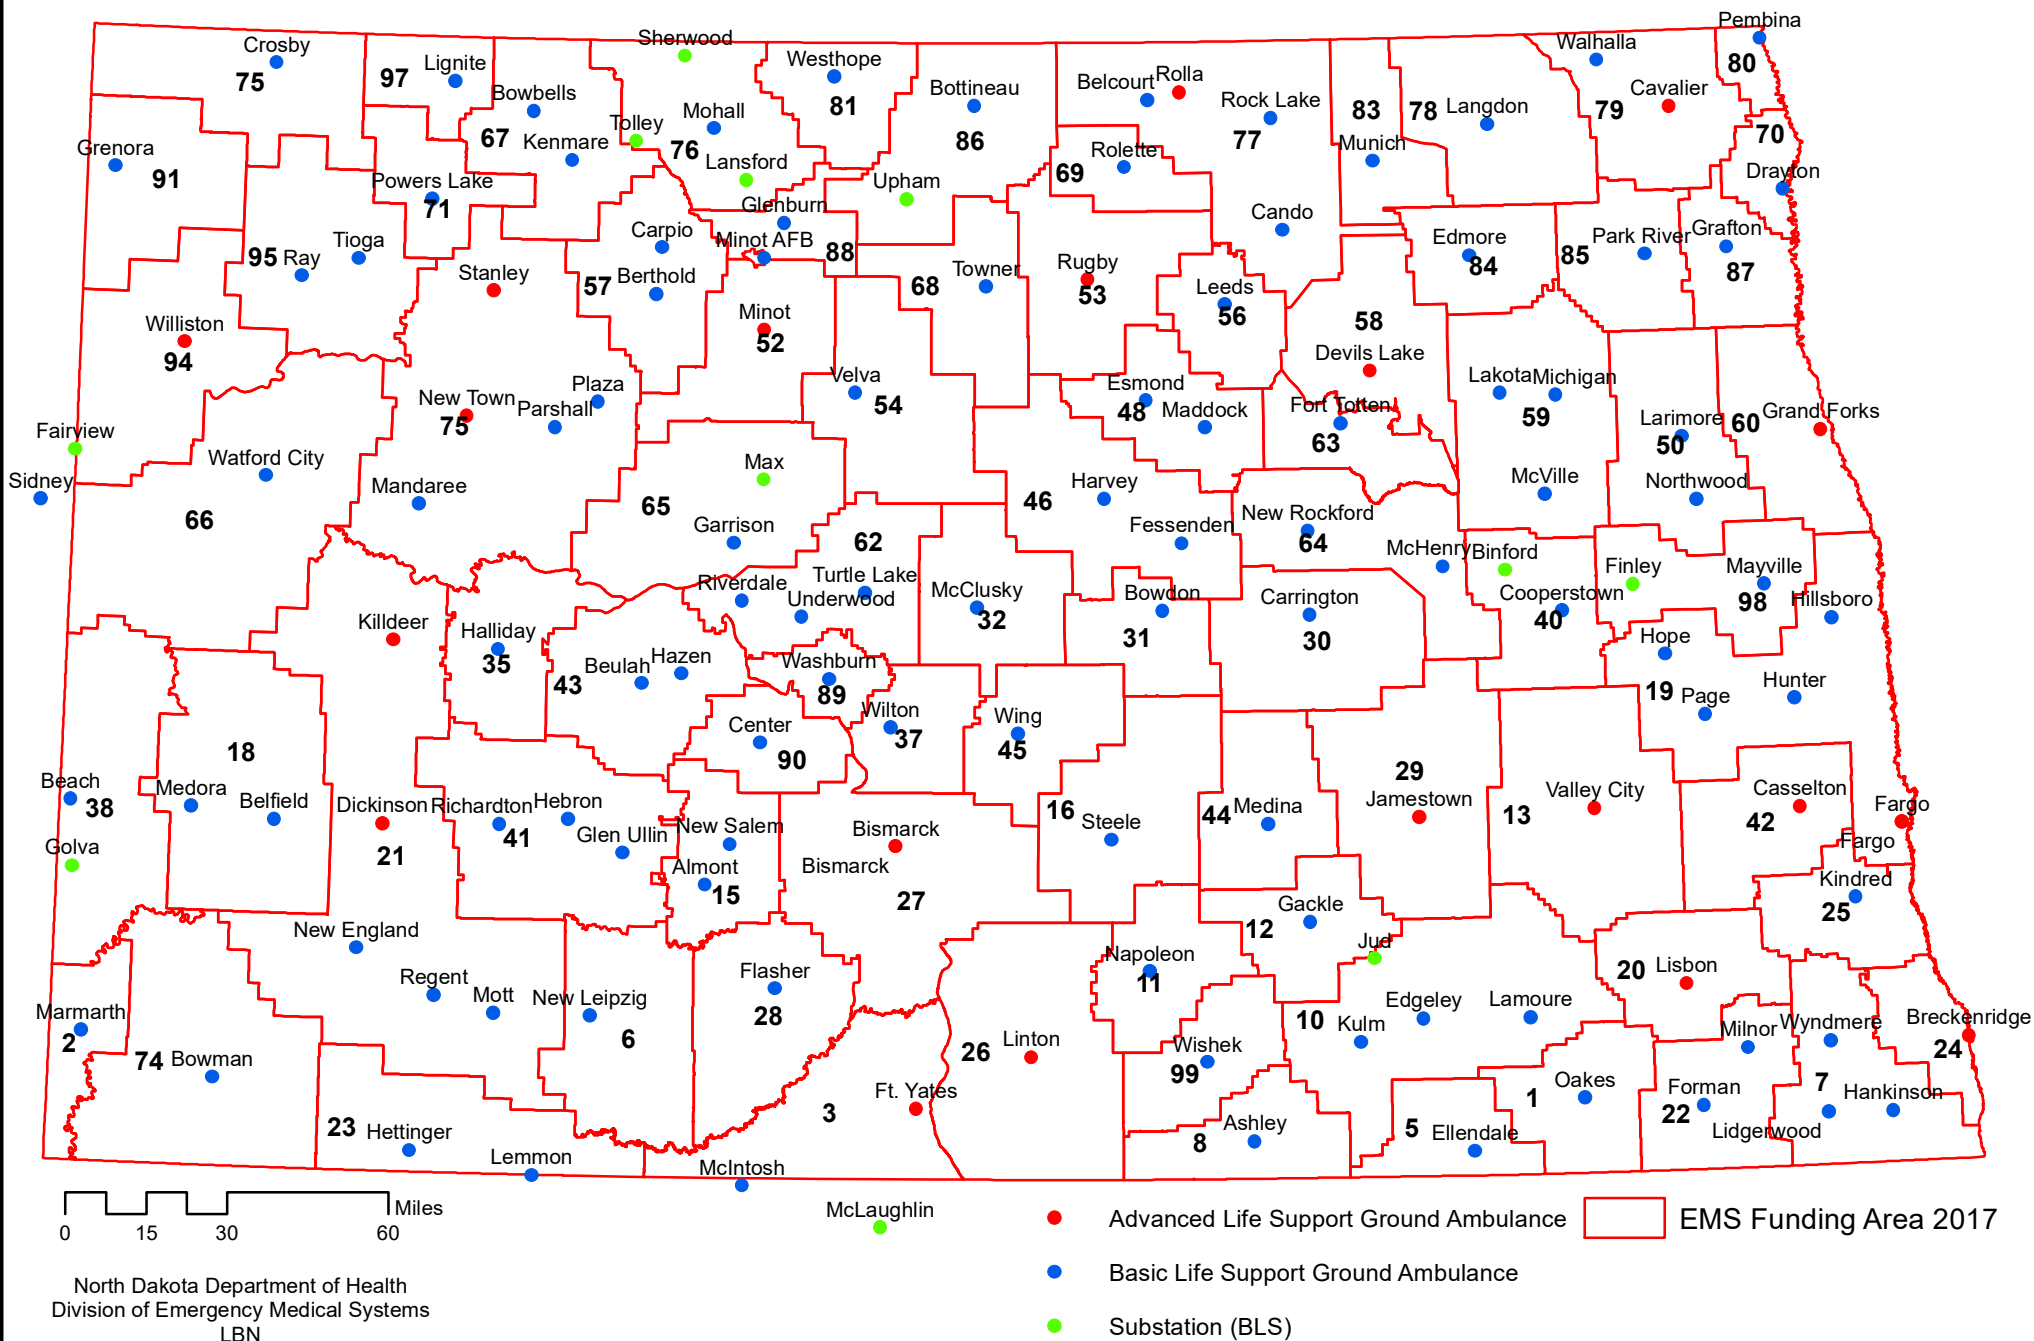 Pembina
Sherwood
Walhalla
Crosby
Lignite
Westhope
80
75
97
Bowbells
Bottineau
Belcourt
Rolla
Rock Lake
83
78
Langdon
79
Cavalier
81
Mohall
Tolley
67
Kenmare
76
86
77
Munich
70
Grenora
91
Lansford
Rolette
69
Drayton
Powers Lake
71
Upham
Glenburn
Cando
Carpio
Minot AFB
88
Edmore
84
85
Park River
Grafton
87
95
Ray
Tioga
Stanley
57
Berthold
68
Towner
Rugby
53
Leeds
56
Williston
94
Minot
52
58
Devils Lake
New Town
75
Plaza
Parshall
Velva
54
Esmond
48
Maddock
Fort Totten
63
Lakota
Michigan
59
Larimore
50
60
Grand Forks
Fairview
Sidney
Watford City
66
Mandaree
Max
65
Garrison
46
Harvey
Fessenden
New Rockford
64
McVille
Northwood
62
McHenry
Binford
Finley
Mayville
98
Hillsboro
Riverdale
Turtle Lake
Underwood
McClusky
32
Bowdon
31
Carrington
30
Cooperstown
40
Killdeer
Halliday
35
43
Beulah
Hazen
Washburn
89
Hope
19
Page
Hunter
18
Center
90
Wilton
37
Wing
45
29
Jamestown
Valley City
13
Casselton
42
Fargo
Fargo
Beach
38
Medora
Belfield
Dickinson
21
Richardton
41
Hebron
Glen Ullin
New Salem
Almont
15
Bismarck
Bismarck
27
16
Steele
44
Medina
Golva
Kindred
25
New England
Gackle
12
Jud
Regent
Mott
New Leipzig
6
Flasher
28
Napoleon
11
20
Lisbon
Marmarth
2
74
Bowman
26
Linton
Wishek
99
10
Kulm
Edgeley
Lamoure
Milnor
Wyndmere
Breckenridge
24
23
Hettinger
3
Ft. Yates
8
Ashley
5
Ellendale
1
Oakes
Forman
22
7
Hankinson
Lidgerwood
Lemmon
McIntosh
McLaughlin
Miles
0
15
30
60
North Dakota Department of Health
Division of Emergency Medical Systems
LBN
Advanced Life Support Ground Ambulance
EMS Funding Area 2017
Basic Life Support Ground Ambulance
Substation (BLS)